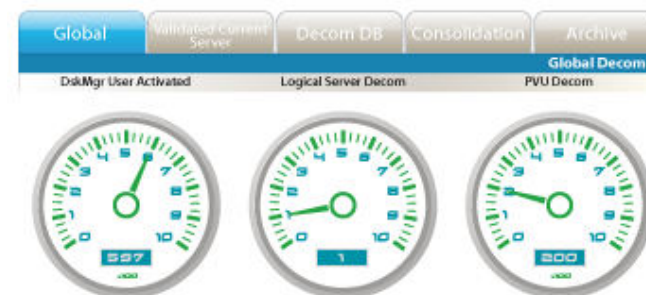 Global
Validated Current
Server
Decom DB
Consolidation
Archive
Global Decom
DskMgr User Activated
Logical Server Decom
PVU Decom
0 1 2 3 4 5 6 7 8 9 10
597
x100
0 1 2 3 4 5 6 7 8 9 10
1
0 1 2 3 4 5 6 7 8 9 10
200
x100